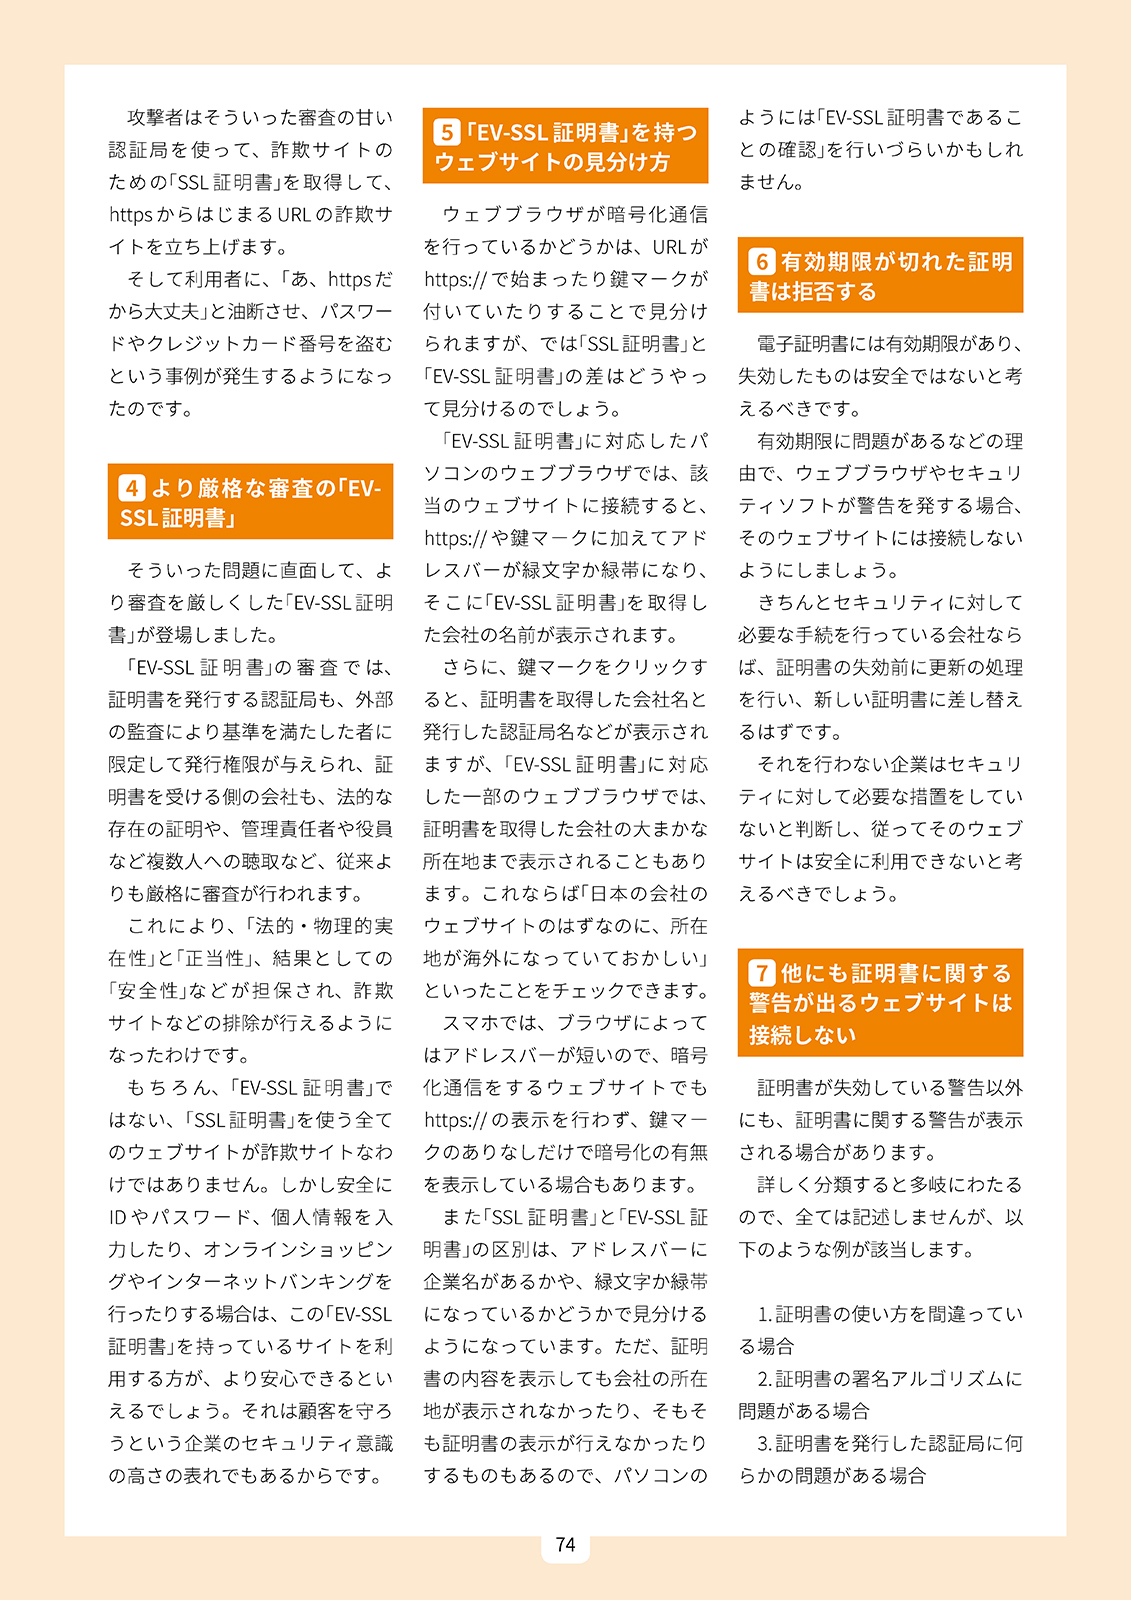 攻撃者はそういった審査の甘い
認証局を使って、詐欺サイトの
ための「SSL証明書」を取得して、
httpsからはじまるURLの詐欺サ
イトを立ち上げます。
そして利用者に、「あ、httpsだ
から大丈夫」と油断させ、パスワー
ドやクレジットカード番号を盗む
という事例が発生するようになっ
たのです。
4 より厳格な審査の「EV-
SSL証明書」
そういった問題に直面して、よ
り審査を厳しくした「EV-SSL証明
書」が登場しました。
「EV-SSL証明書」の審査では、
証明書を発行する認証局も、外部
の監査により基準を満たした者に
限定して発行権限が与えられ、証
明書を受ける側の会社も、法的な
存在の証明や、管理責任者や役員
など複数人への聴取など、従来よ
りも厳格に審査が行われます。
これにより、「法的・物理的実
在性」と「正当性」、結果としての
「安全性」などが担保され、詐欺
サイトなどの排除が行えるように
なったわけです。
もちろん、「EV-SSL証明書」で
はない、「SSL証明書」を使う全て
のウェブサイトが詐欺サイトなわ
けではありません。しかし安全に
IDやパスワード、個人情報を入
力したり、オンラインショッピン
グやインターネットバンキングを
行ったりする場合は、この「EV-SSL
証明書」を持っているサイトを利
用する方が、より安心できるとい
えるでしょう。それは顧客を守ろ
うという企業のセキュリティ意識
の高さの表れでもあるからです。
5 「EV-SSL証明書」を持つ
ウェブサイトの見分け方
ウェブブラウザが暗号化通信
を行っているかどうかは、URLが
https://で始まったり鍵マークが
付いていたりすることで見分け
られますが、では「SSL証明書」と
「EV-SSL証明書」の差はどうやっ
て見分けるのでしょう。
「EV-SSL証明書」に対応したパ
ソコンのウェブブラウザでは、該
当のウェブサイトに接続すると、
https://や鍵マークに加えてアド
レスバーが緑文字か緑帯になり、
そこに「EV-SSL証明書」を取得し
た会社の名前が表示されます。
さらに、鍵マークをクリックす
ると、証明書を取得した会社名と
発行した認証局名などが表示され
ますが、「EV-SSL証明書」に対応
した一部のウェブブラウザでは、
証明書を取得した会社の大まかな
所在地まで表示されることもあり
ます。これならば「日本の会社の
ウェブサイトのはずなのに、所在
地が海外になっていておかしい」
といったことをチェックできます。
スマホでは、ブラウザによって
はアドレスバーが短いので、暗号
化通信をするウェブサイトでも
https://の表示を行わず、鍵マー
クのありなしだけで暗号化の有無
を表示している場合もあります。
また「SSL証明書」と「EV-SSL証
明書」の区別は、アドレスバーに
企業名があるかや、緑文字か緑帯
になっているかどうかで見分ける
ようになっています。ただ、証明
書の内容を表示しても会社の所在
地が表示されなかったり、そもそ
も証明書の表示が行えなかったり
するものもあるので、パソコンの
ようには「EV-SSL証明書であるこ
との確認」を行いづらいかもしれ
ません。
6 有効期限が切れた証明
書は拒否する
電子証明書には有効期限があり、
失効したものは安全ではないと考
えるべきです。
有効期限に問題があるなどの理
由で、ウェブブラウザやセキュリ
ティソフトが警告を発する場合、
そのウェブサイトには接続しない
ようにしましょう。
きちんとセキュリティに対して
必要な手続を行っている会社なら
ば、証明書の失効前に更新の処理
を行い、新しい証明書に差し替え
るはずです。
それを行わない企業はセキュリ
ティに対して必要な措置をしてい
ないと判断し、従ってそのウェブ
サイトは安全に利用できないと考
えるべきでしょう。
7 他にも証明書に関する
警告が出るウェブサイトは
接続しない
証明書が失効している警告以外
にも、証明書に関する警告が表示
される場合があります。
詳しく分類すると多岐にわたる
ので、全ては記述しませんが、以
下のような例が該当します。
1.証明書の使い方を間違ってい
る場合
2.証明書の署名アルゴリズムに
問題がある場合
3.証明書を発行した認証局に何
らかの問題がある場合
74